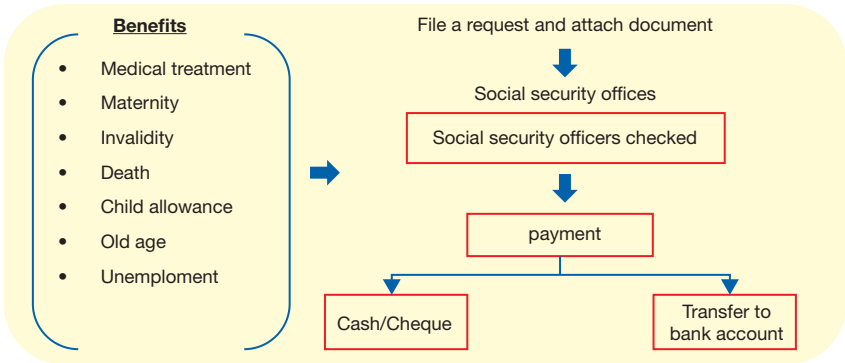 Benefits
• Medical treatment
• Maternity
• Invalidity
• Death
• Child allowance
• Old age
• Unemploment
File a request and attach document
Social security offices
Social security officers checked
payment
Cash/Cheque
Transfer to
bank account